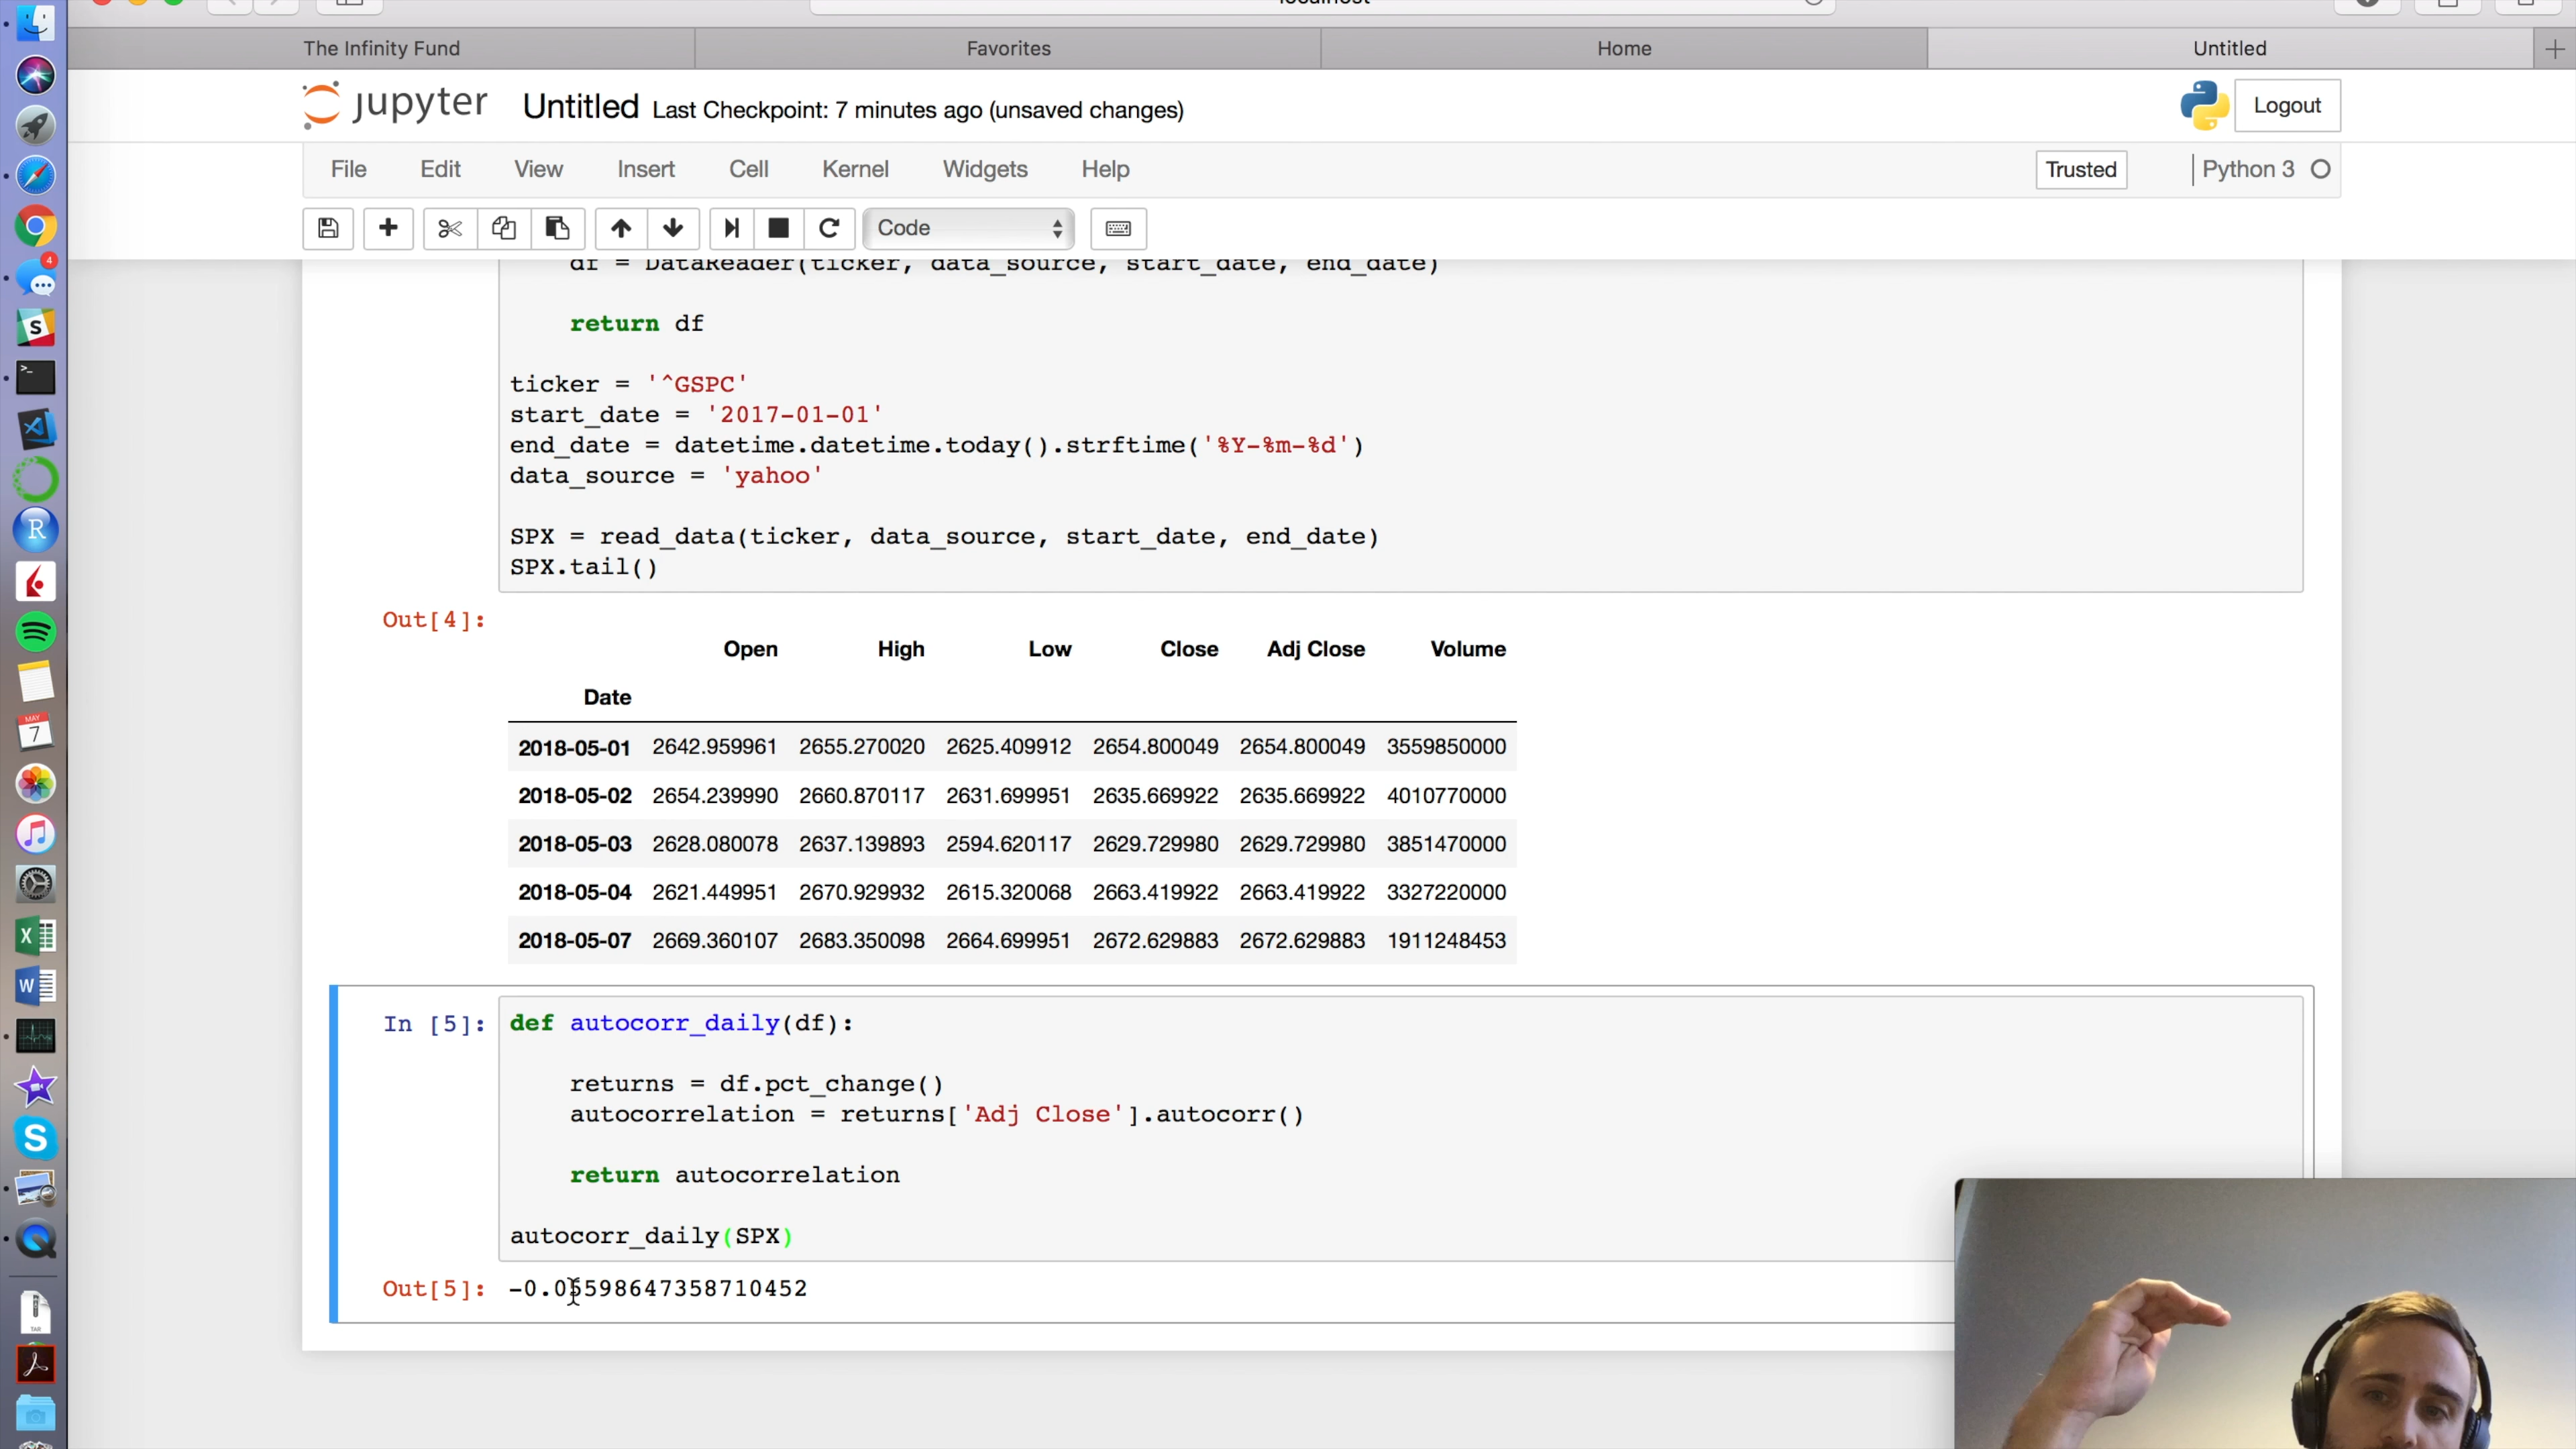 localhost
The Infinity Fund
Favorites
Home
Untitled
jupyter
Untitled Last Checkpoint: 7 minutes ago (unsaved changes)
Logout
File Edit View Insert Cell Kernel Widgets Help
Trusted
Python 3
Code
df = DataReader(ticker, data_source, start_date, end_date)
return df
ticker = '^GSPC'
start_date = '2017-01-01'
end_date = datetime.datetime.today().strftime('%Y-%m-%d')
data_source = 'yahoo'
SPX = read_data(ticker, data_source, start_date, end_date)
SPX.tail()
Out[4]:
Open High Low Close Adj Close Volume
Date
2018-05-01 2642.959961 2655.270020 2625.409912 2654.800049 2654.800049 3559850000
2018-05-02 2654.239990 2660.870117 2631.699951 2635.669922 2635.669922 4010770000
2018-05-03 2628.080078 2637.139893 2594.620117 2629.729980 2629.729980 3851470000
2018-05-04 2621.449951 2670.929932 2615.320068 2663.419922 2663.419922 3327220000
2018-05-07 2669.360107 2683.350098 2664.699951 2672.629883 2672.629883 1911248453
In [5]:
def autocorr_daily(df):
returns = df.pct_change()
autocorrelation = returns['Adj Close'].autocorr()
return autocorrelation
autocorr_daily(SPX)
Out[5]: -0.05598647358710452
4
S
>_
R
MAY
7
X
W
S
TAR